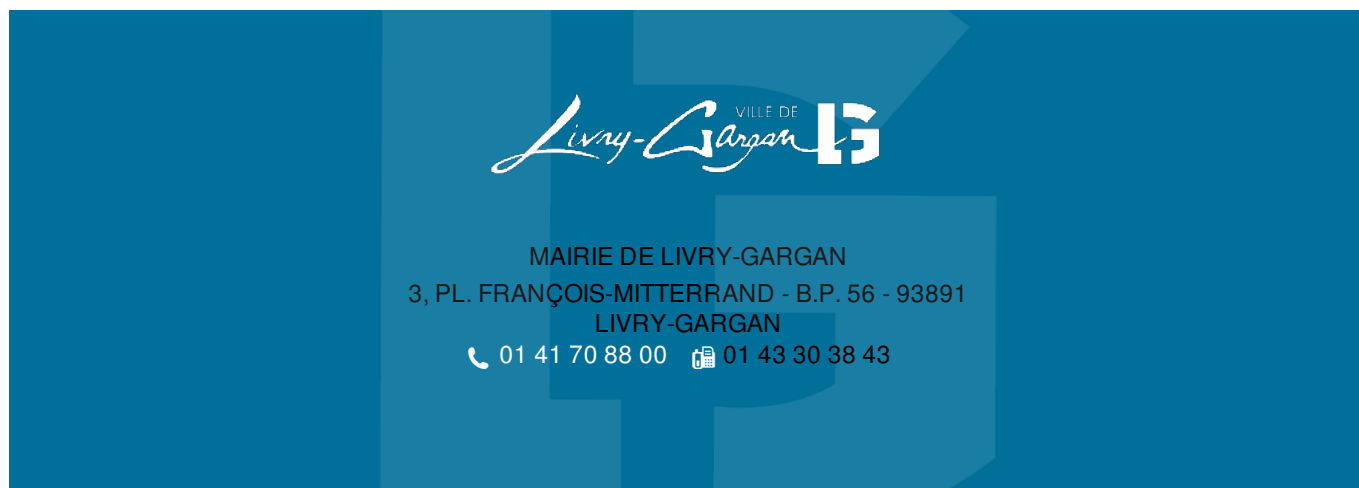 VILLE DE
Livry-Gargan LG
MAIRIE DE LIVRY-GARGAN
3, PL. FRANÇOIS-MITTERRAND - B.P. 56 - 93891
LIVRY-GARGAN
01 41 70 88 00 01 43 30 38 43